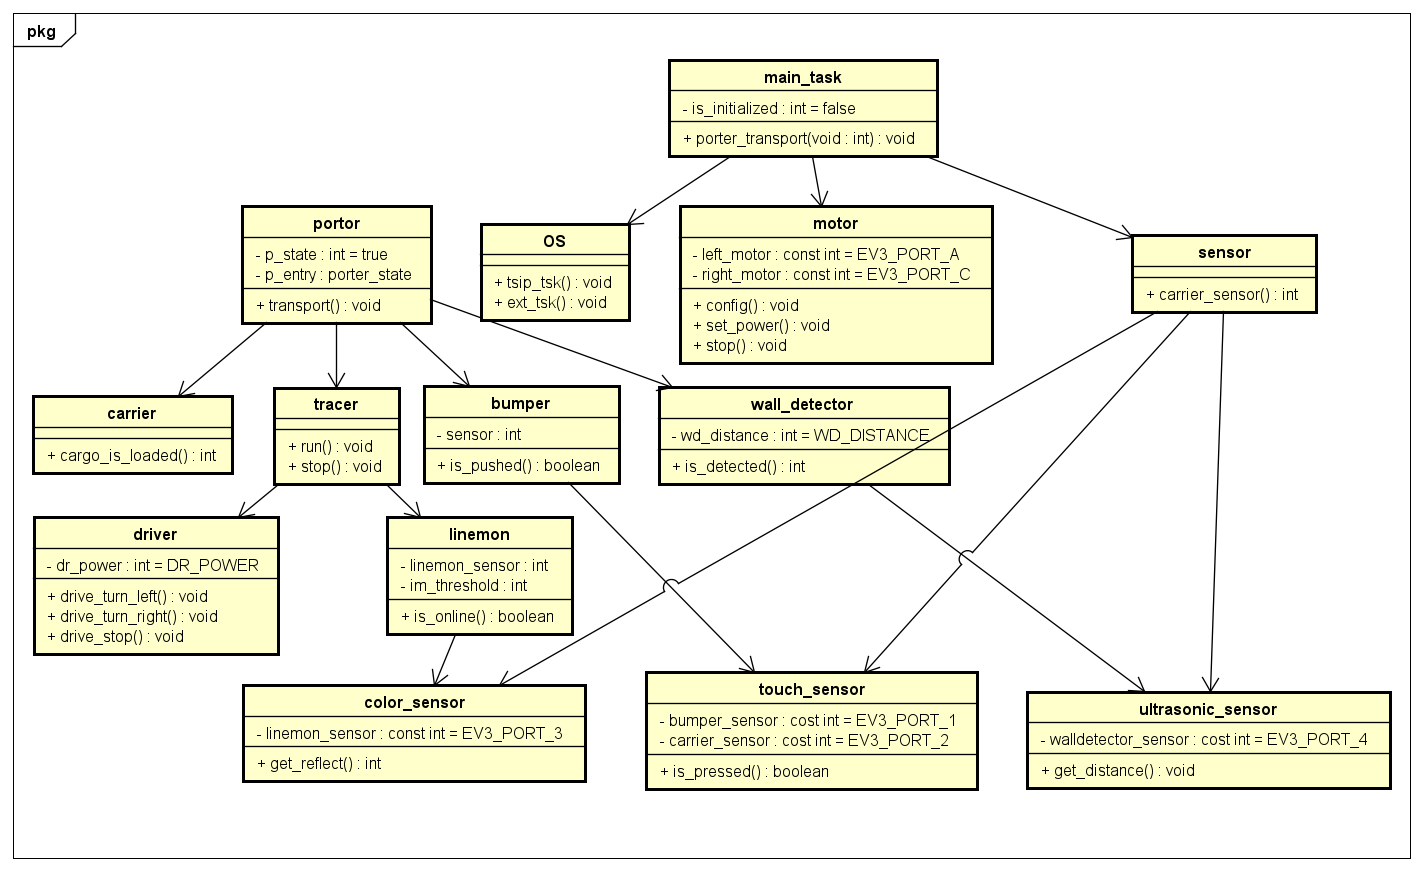 pkg
main_task
- is_initialized : int = false
+ porter_transport(void : int) : void
portor
- p_state : int = true
- p_entry : porter_state
+ transport() : void
OS
+ tsip_tsk() : void
+ ext_tsk() : void
motor
- left_motor : const int = EV3_PORT_A
- right_motor : const int = EV3_PORT_C
+ config() : void
+ set_power() : void
+ stop() : void
sensor
+ carrier_sensor() : int
carrier
+ cargo_is_loaded() : int
tracer
+ run() : void
+ stop() : void
bumper
- sensor : int
+ is_pushed() : boolean
wall_detector
- wd_distance : int = WD_DISTANCE
+ is_detected() : int
driver
- dr_power : int = DR_POWER
+ drive_turn_left() : void
+ drive_turn_right() : void
+ drive_stop() : void
linemon
- linemon_sensor : int
- im_threshold : int
+ is_online() : boolean
color_sensor
- linemon_sensor : const int = EV3_PORT_3
+ get_reflect() : int
touch_sensor
- bumper_sensor : cost int = EV3_PORT_1
- carrier_sensor : cost int = EV3_PORT_2
+ is_pressed() : boolean
ultrasonic_sensor
- walldetector_sensor : cost int = EV3_PORT_4
+ get_distance() : void